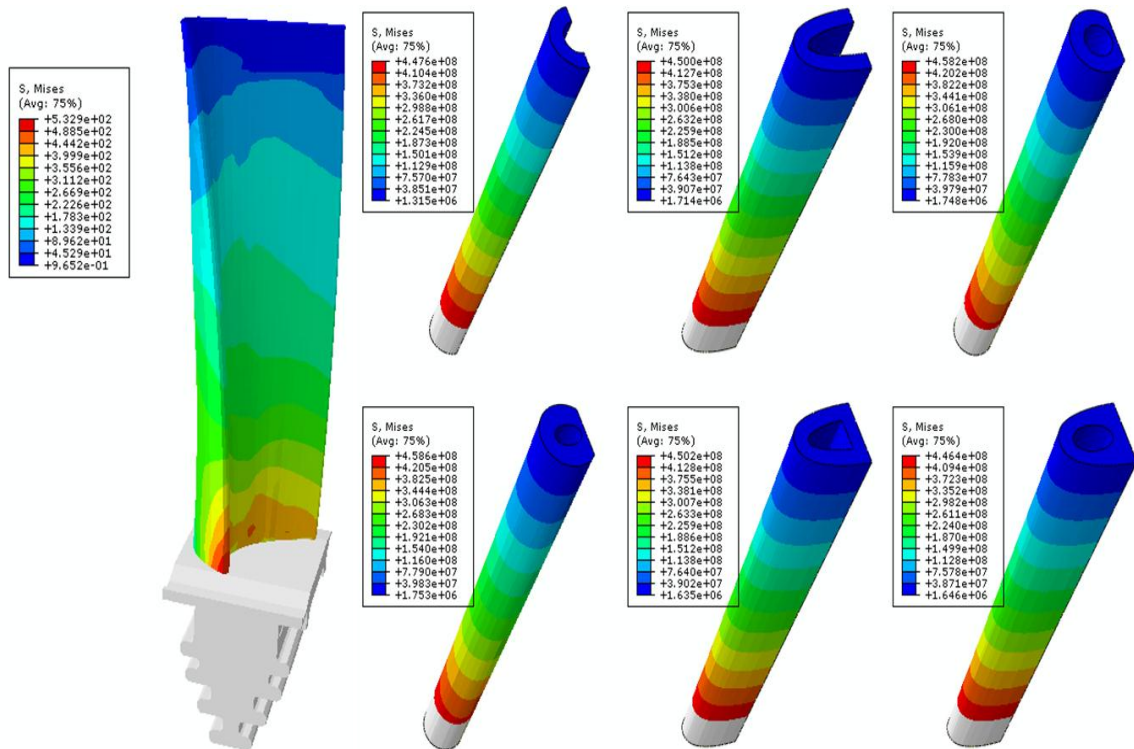 S, Mises
(Avg: 75%)
+5.329e+02
+4.885e+02
+4.442e+02
+3.999e+02
+3.556e+02
+3.112e+02
+2.669e+02
+2.226e+02
+1.783e+02
+1.339e+02
+8.962e+01
+4.529e+01
+9.652e-01
S, Mises
(Avg: 75%)
+4.476e+08
+4.104e+08
+3.732e+08
+3.360e+08
+2.988e+08
+2.617e+08
+2.245e+08
+1.873e+08
+1.501e+08
+1.129e+08
+7.570e+07
+3.851e+07
+1.315e+06
S, Mises
(Avg: 75%)
+4.500e+08
+4.127e+08
+3.753e+08
+3.380e+08
+3.006e+08
+2.632e+08
+2.259e+08
+1.885e+08
+1.512e+08
+1.138e+08
+7.643e+07
+3.907e+07
+1.714e+06
S, Mises
(Avg: 75%)
+4.582e+08
+4.202e+08
+3.822e+08
+3.441e+08
+3.061e+08
+2.680e+08
+2.300e+08
+1.920e+08
+1.539e+08
+1.159e+08
+7.783e+07
+3.979e+07
+1.748e+06
S, Mises
(Avg: 75%)
+4.586e+08
+4.205e+08
+3.825e+08
+3.444e+08
+3.063e+08
+2.683e+08
+2.302e+08
+1.921e+08
+1.540e+08
+1.160e+08
+7.790e+07
+3.983e+07
+1.753e+06
S, Mises
(Avg: 75%)
+4.502e+08
+4.128e+08
+3.755e+08
+3.381e+08
+3.007e+08
+2.633e+08
+2.259e+08
+1.886e+08
+1.512e+08
+1.138e+08
+7.640e+07
+3.902e+07
+1.635e+06
S, Mises
(Avg: 75%)
+4.464e+08
+4.094e+08
+3.723e+08
+3.352e+08
+2.982e+08
+2.611e+08
+2.240e+08
+1.870e+08
+1.499e+08
+1.128e+08
+7.578e+07
+3.871e+07
+1.646e+06